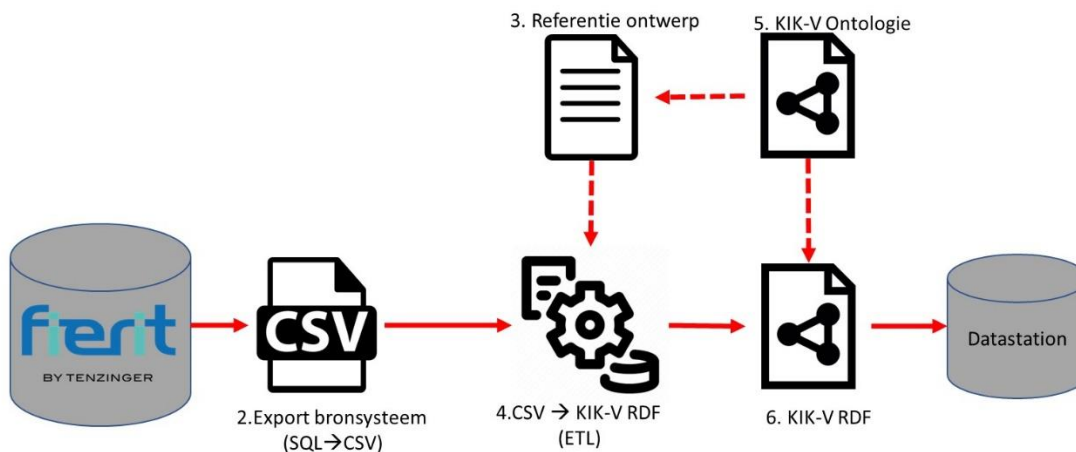 3. Referentie ontwerp
5. KIK-V Ontologie
fierit
BY TENZINGER
CSV
Datastation
2.Export bronsysteem
(SQL→CSV)
4.CSV → KIK-V RDF
(ETL)
6. KIK-V RDF